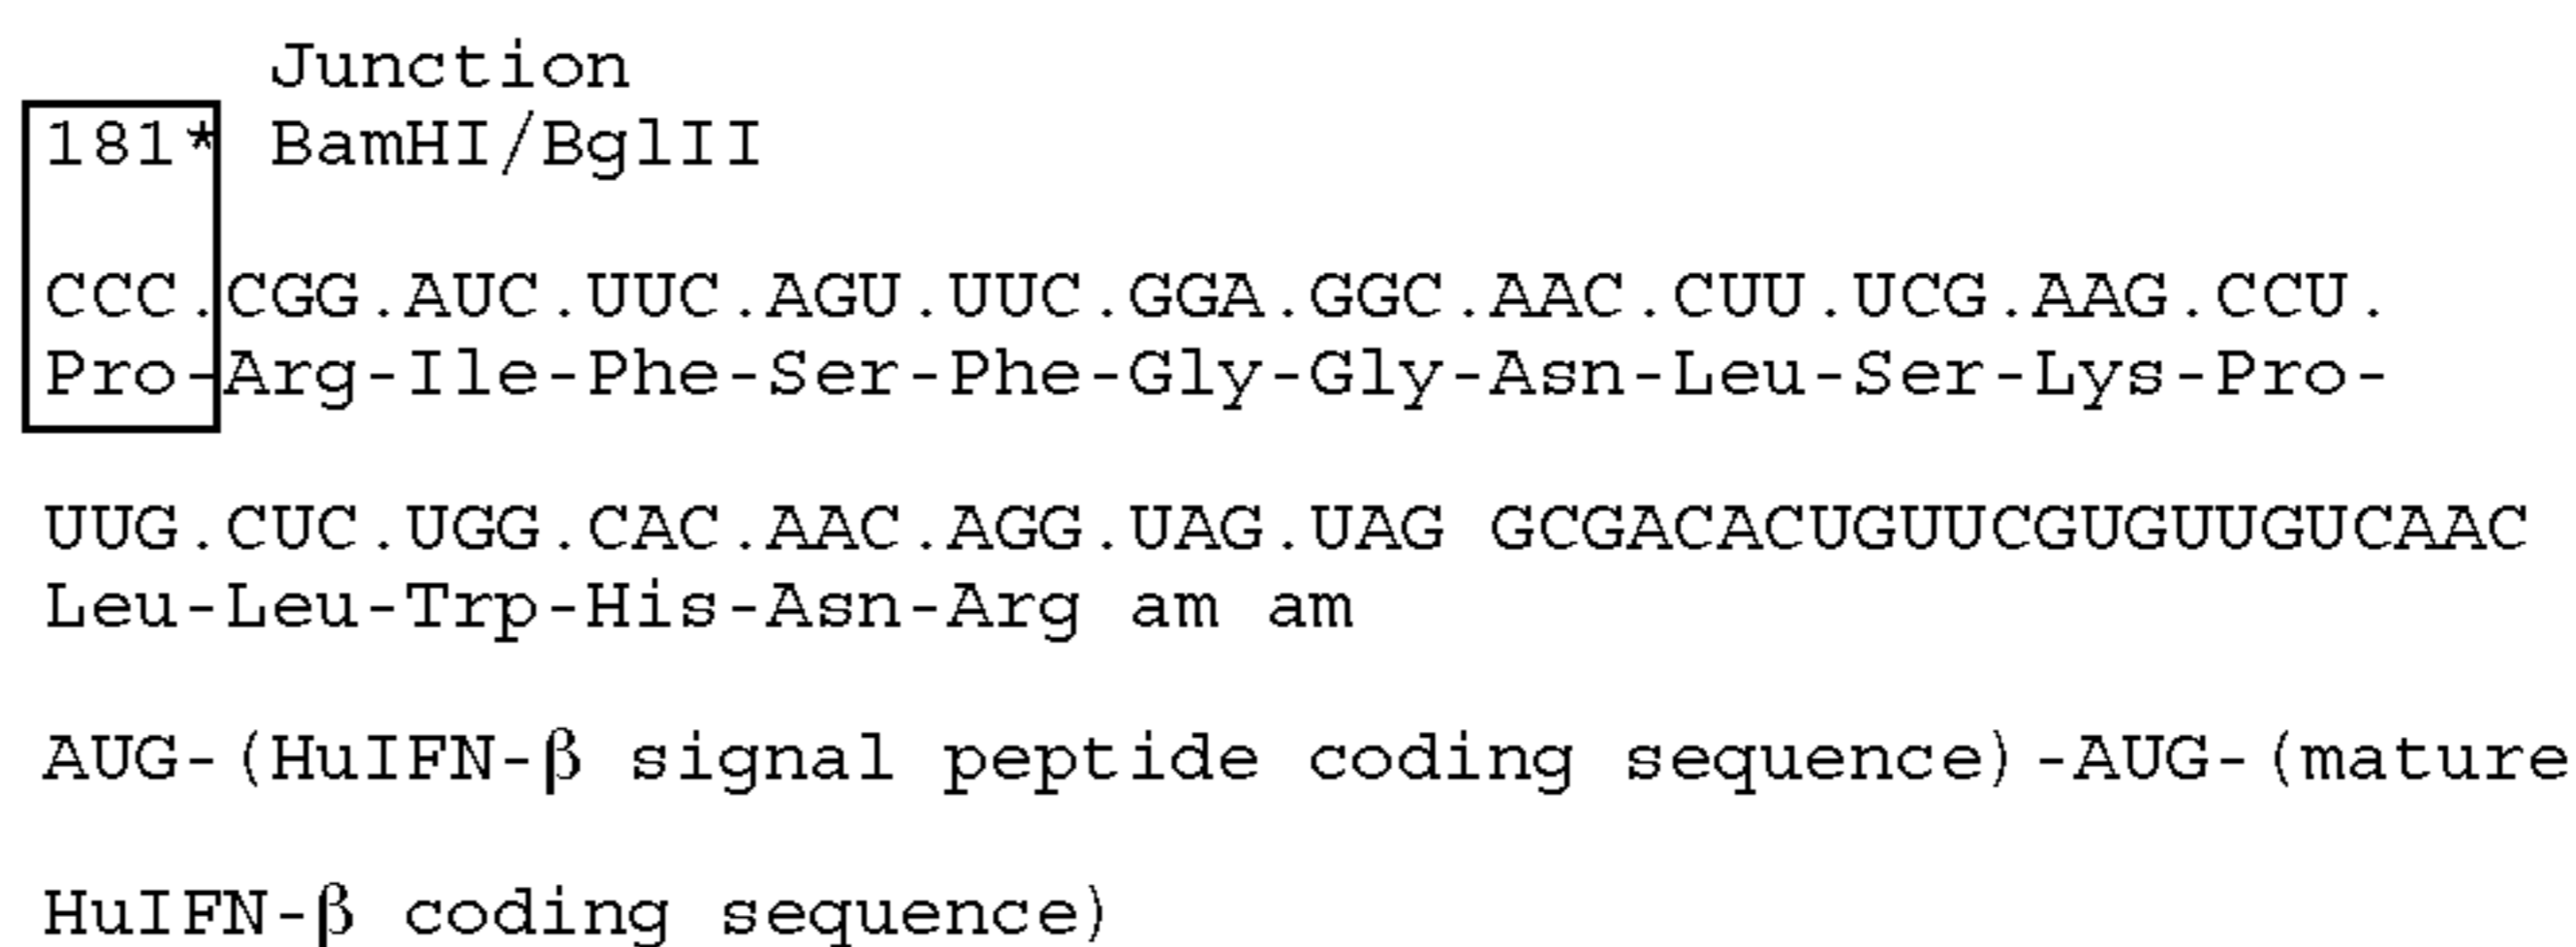 Junction
181* BamHI/BglII
CCC.CGG.AUC.UUC.AGU.UUC.GGA.GGC.AAC.CUU.UCG.AAG.CCU.
Pro-Arg-Ile-Phe-Ser-Phe-Gly-Gly-Asn-Leu-Ser-Lys-Pro-
UUG.CUC.UGG.CAC.AAC.AGG.UAG.UAG GCGACACUGUUCGUGUUGUCAAC
Leu-Leu-Trp-His-Asn-Arg am am
AUG-(HuIFN-β signal peptide coding sequence)-AUG-(mature
HuIFN-β coding sequence)